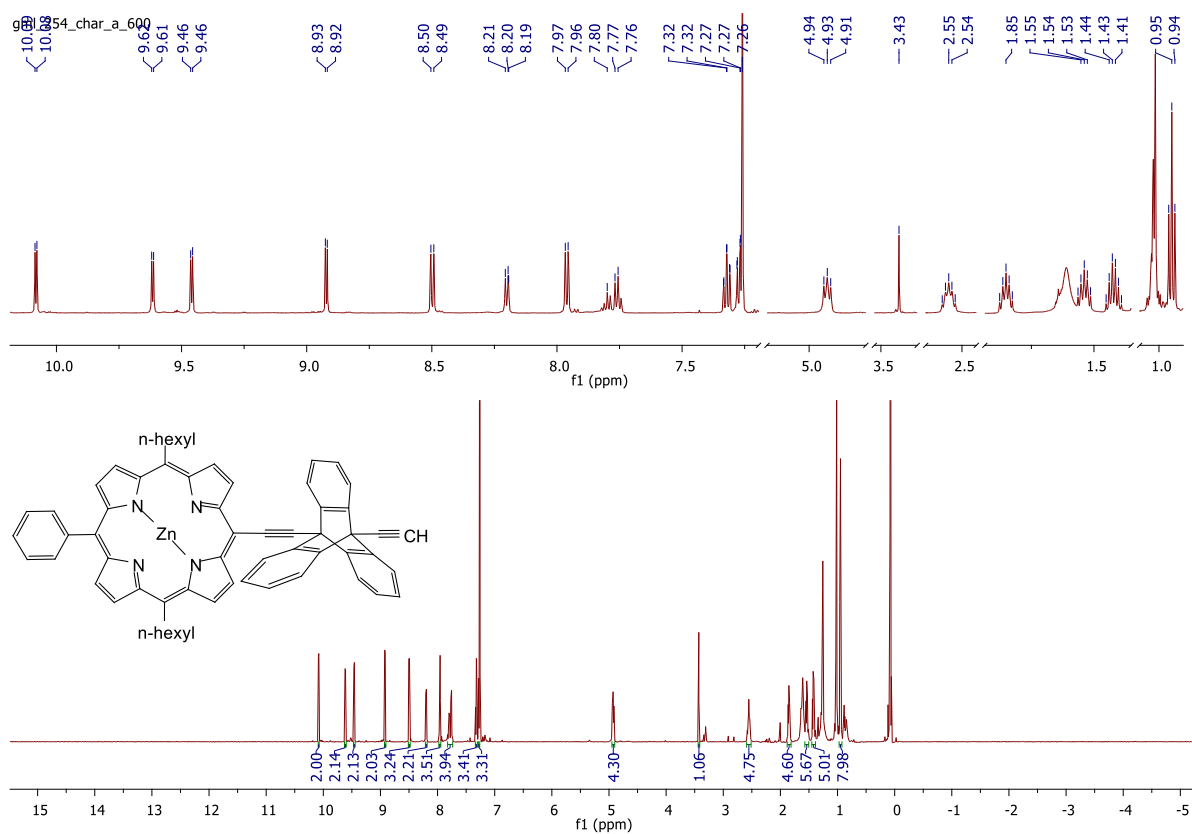 gml_254_char_a_600
10.09 10.08 9.62 9.61 9.46 9.46 8.93 8.92 8.50 8.49 8.21 8.20 8.19 7.97 7.96 7.80 7.77 7.76 7.32 7.32 7.27 7.27 7.26 4.94 4.93 4.91 3.43 2.55 2.54 1.85 1.55 1.54 1.53 1.44 1.43 1.41 0.95 0.94
10.0 9.5 9.0 8.5 8.0 7.5 5.0 3.5 2.5 1.5 1.0
f1 (ppm)
n-hexyl
N N
Zn CH
N N
n-hexyl
2.00 2.14 2.13 2.03 3.24 2.21 3.51 3.94 3.41 3.31 4.30 1.06 4.75 4.60 5.67 5.01 7.98
15 14 13 12 11 10 9 8 7 6 5 4 3 2 1 0 -1 -2 -3 -4 -5
f1 (ppm)